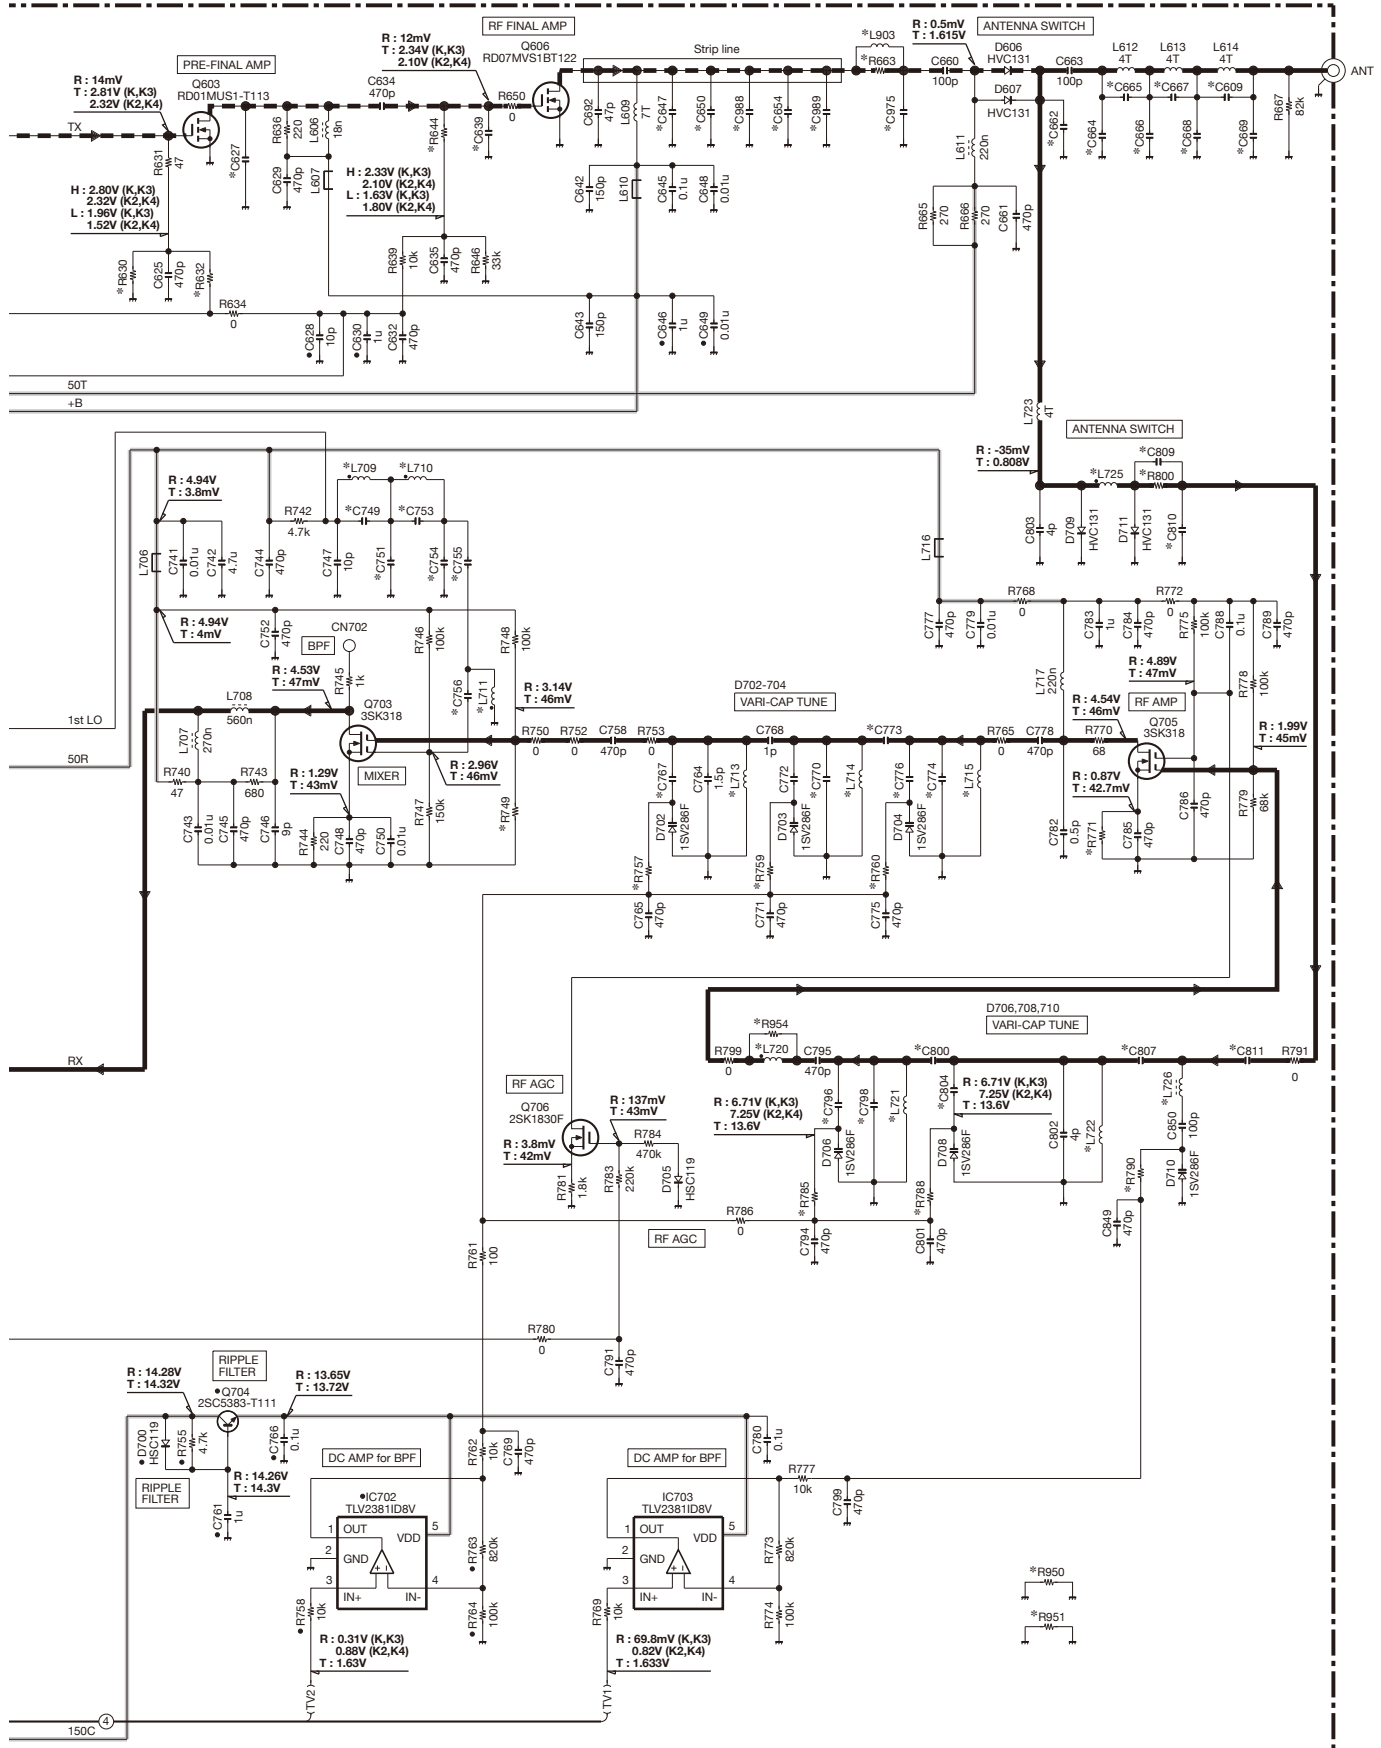 RF FINAL AMP
Q606
RD07MVS1BT122
R : 12mV
T : 2.34V (K,K3)
2.10V (K2,K4)
Strip line
*L903
*R663
R : 0.5mV
T : 1.615V
ANTENNA SWITCH
D606
HVC131
C660
100p
C663
100p
L612
4T
L613
4T
L614
4T
ANT
PRE-FINAL AMP
Q603
RD01MUS1-T113
R : 14mV
T : 2.81V (K,K3)
2.32V (K2,K4)
C634
470p
R650
0
TX
R631
47
*C627
R636
220
L606
18n
C629
470p
L607
*R644
*C639
C692
47p
L609
7T
*C647
*C650
*C988
*C654
*C989
*C975
D607
HVC131
*C662
*C665
*C667
*C609
*C664
*C666
*C668
*C669
R667
82K
L611
220n
H : 2.80V (K,K3)
2.32V (K2,K4)
L : 1.96V (K,K3)
1.52V (K2,K4)
H : 2.33V (K,K3)
2.10V (K2,K4)
L : 1.63V (K,K3)
1.80V (K2,K4)
C642
150p
L610
C645
0.1u
C648
0.01u
R665
270
R666
270
C661
470p
*R630
C625
470p
*R632
R634
0
R639
10k
C635
470p
R646
33k
•C628
10p
•C630
1u
C632
470p
C643
150p
•C646
1u
•C649
0.01u
50T
+B
L723
4T
ANTENNA SWITCH
R : -35mV
T : 0.808V
*C809
*L725
*R800
C803
4p
D709
HVC131
D711
HVC131
*C810
R : 4.94V
T : 3.8mV
*L709
*L710
R742
4.7k
*C749
*C753
L706
C741
0.01u
C742
4.7u
C744
470p
C747
10p
*C751
*C754
*C755
L716
R768
0
R772
0
C777
470p
C779
0.01u
C783
1u
C784
470p
R775
100k
C788
0.1u
C789
470p
R : 4.94V
T : 4mV
C752
470p
CN702
BPF
R746
100k
R748
100k
R : 4.53V
T : 47mV
R745
1k
Q703
3SK318
*C756
*L711
R : 3.14V
T : 46mV
D702-704
VARI-CAP TUNE
L717
220n
R : 4.89V
T : 47mV
R778
100k
R : 4.54V
T : 46mV
RF AMP
Q705
3SK318
R : 1.99V
T : 45mV
L708
560n
1st LO
L707
270n
R750
0
R752
0
C758
470p
R753
0
C768
1p
*C773
R765
0
C778
470p
R770
68
50R
R740
47
R743
680
R : 1.29V
T : 43mV
MIXER
R : 2.96V
T : 46mV
*C767
C764
1.5p
*L713
C772
*C770
*L714
*C776
*C774
*L715
R : 0.87V
T : 42.7mV
C786
470p
R779
68k
C743
0.01u
C745
470p
C746
9p
R744
220
C748
470p
C750
0.01u
R747
150k
*R749
D702
1SV286F
D703
1SV286F
D704
1SV286F
C782
0.5p
*R771
C785
470p
*R757
*R759
*R760
C765
470p
C771
470p
C775
470p
D706,708,710
VARI-CAP TUNE
*R954
R799
0
*L720
C795
470p
*C800
*C807
*C811
R791
0
RX
RF AGC
Q706
2SK1830F
R : 137mV
T : 43mV
R : 6.71V (K,K3)
7.25V (K2,K4)
T : 13.6V
*C796
*C798
*L721
*C804
R : 6.71V (K,K3)
7.25V (K2,K4)
T : 13.6V
*L726
C850
100p
R : 3.8mV
T : 42mV
R784
470k
R781
1.8k
R783
220k
D705
HSC119
D706
1SV286F
D708
1SV286F
C802
4p
*L722
*R790
D710
1SV286F
*R785
*R788
R786
0
RF AGC
C794
470p
C801
470p
C849
470p
R761
100
R780
0
C791
470p
RIPPLE
FILTER
R : 14.28V
T : 14.32V
•Q704
2SC5383-T111
R : 13.65V
T : 13.72V
•D700
HSC119
•R755
4.7k
•C766
0.1u
DC AMP for BPF
R762
10k
C769
470p
DC AMP for BPF
C780
0.1u
R777
10k
C799
470p
RIPPLE
FILTER
R : 14.26V
T : 14.3V
•C761
1u
•IC702
TLV2381ID8V
IC703
TLV2381ID8V
1 OUT
VDD 5
2 GND
3 IN+
IN- 4
•R763
820k
1 OUT
VDD 5
2 GND
3 IN+
IN- 4
R773
820k
•R758
10k
•R764
100k
R769
10k
R774
100k
*R950
*R951
R : 0.31V (K,K3)
0.88V (K2,K4)
T : 1.63V
R : 69.8mV (K,K3)
0.82V (K2,K4)
T : 1.633V
TV2
TV1
4
150C